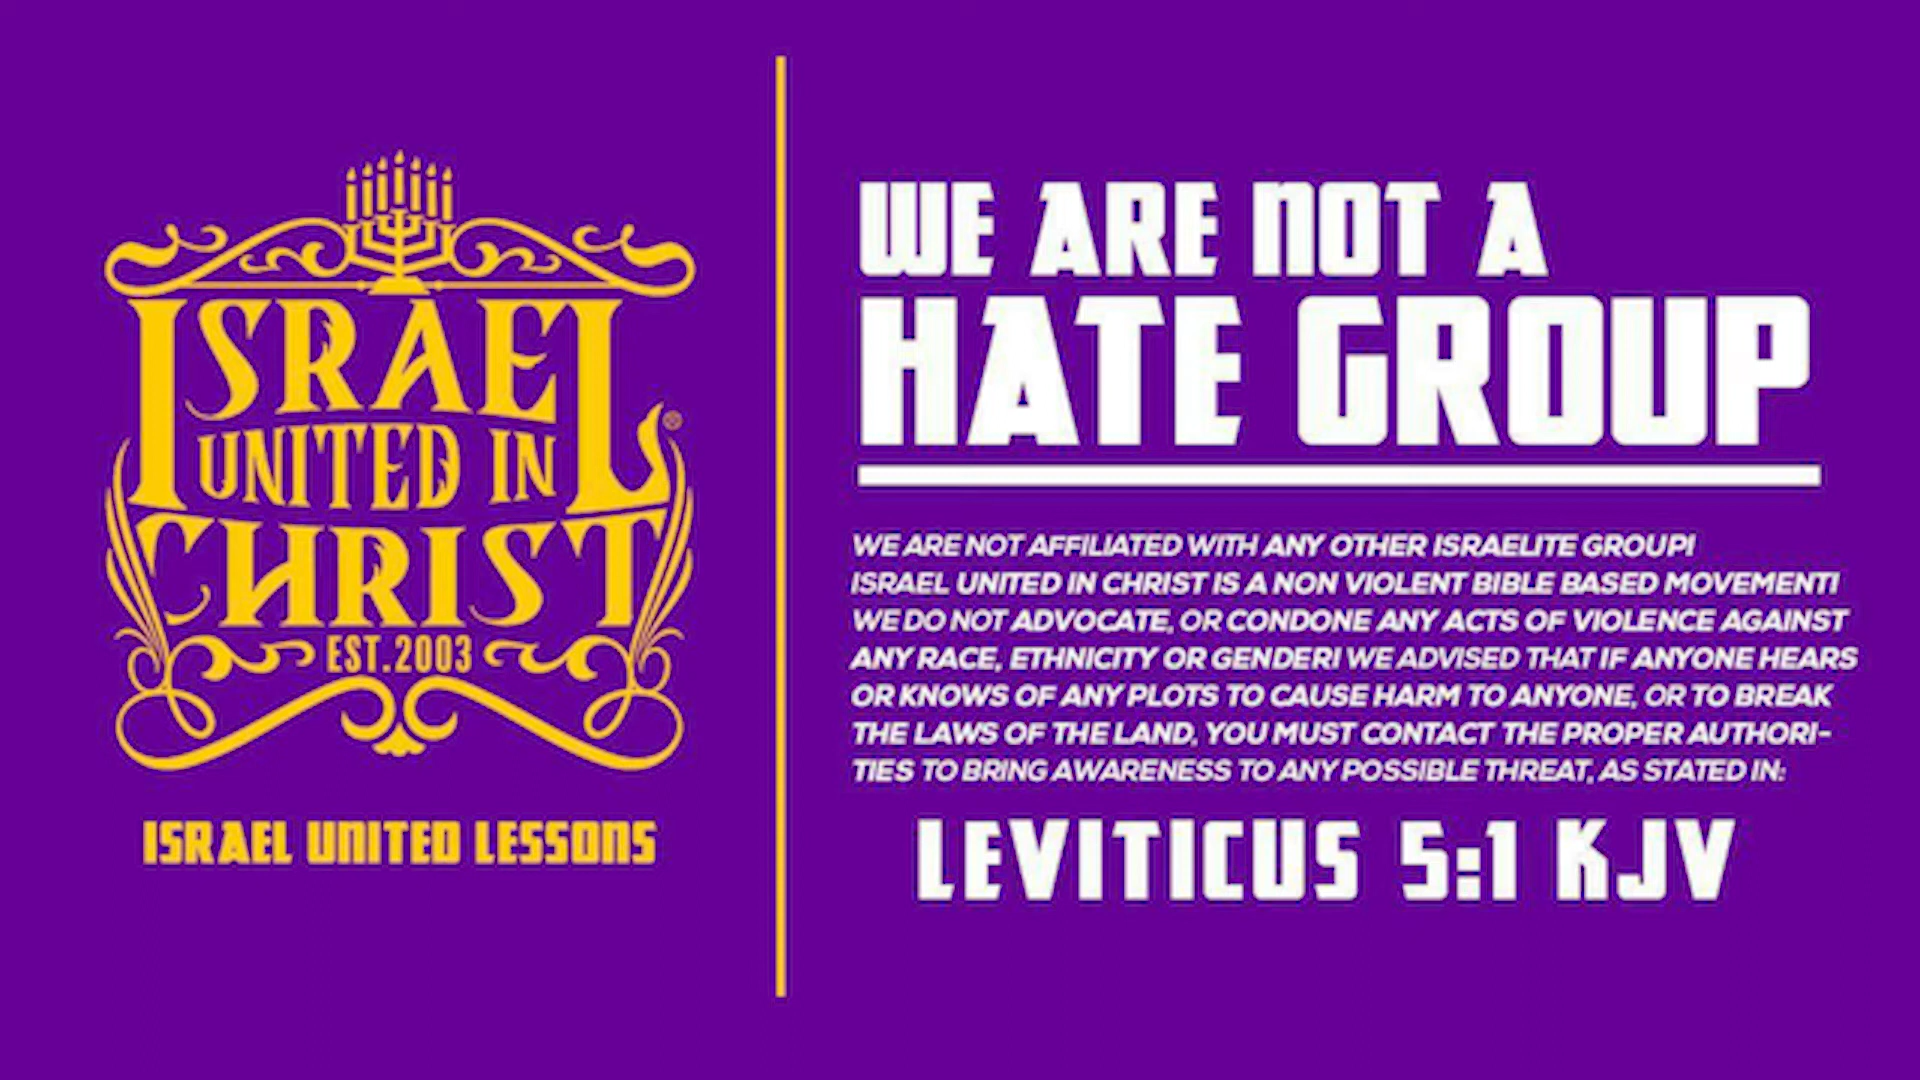 ISRAEL
UNITED IN
CHRIST
EST.2003
ISRAEL UNITED LESSONS
WE ARE NOT A
HATE GROUP
WE ARE NOT AFFILIATED WITH ANY OTHER ISRAELITE GROUP!
ISRAEL UNITED IN CHRIST IS A NON VIOLENT BIBLE BASED MOVEMENT!
WE DO NOT ADVOCATE, OR CONDONE ANY ACTS OF VIOLENCE AGAINST
ANY RACE, ETHNICITY OR GENDER! WE ADVISED THAT IF ANYONE HEARS
OR KNOWS OF ANY PLOTS TO CAUSE HARM TO ANYONE, OR TO BREAK
THE LAWS OF THE LAND, YOU MUST CONTACT THE PROPER AUTHORI-
TIES TO BRING AWARENESS TO ANY POSSIBLE THREAT, AS STATED IN:
LEVITICUS 5:1 KJV